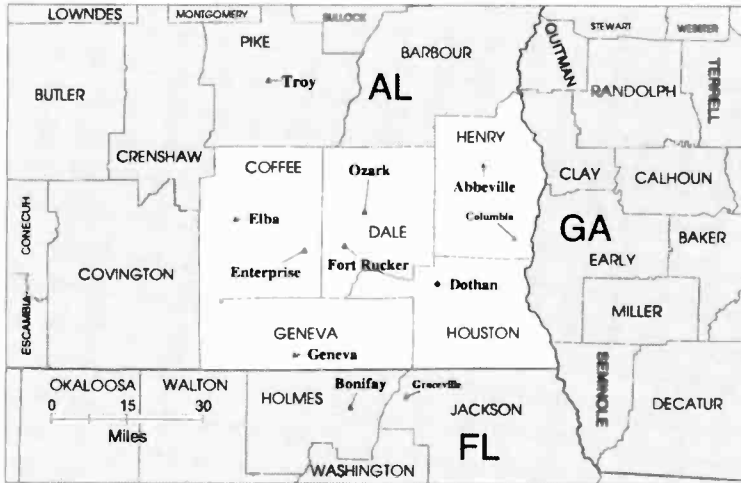 LOWNDES
MONTGOMERY
BULLOCK
PIKE
BARBOUR
QUITMAN
STEWART
WEBSTER
Troy
AL
BUTLER
RANDOLPH
TERRELL
HENRY
CRENSHAW
COFFEE
Ozark
Abbeville
CLAY
CALHOUN
CONECUH
Elba
DALE
Columbia
GA
BAKER
COVINGTON
Enterprise
Fort Rucker
EARLY
Dothan
ESCAMBIA
MILLER
GENEVA
HOUSTON
Geneva
SEMINOLE
OKALOOSA
WALTON
HOLMES
Bonifay
Graceville
JACKSON
DECATUR
0 15 30
Miles
FL
WASHINGTON